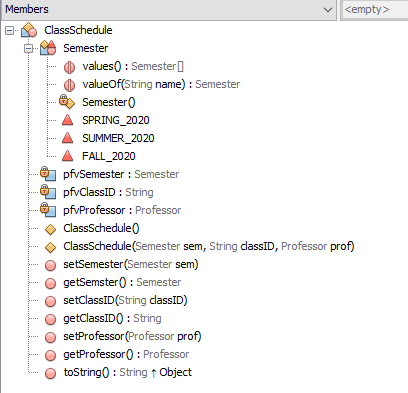 Members <empty>
ClassSchedule
Semester
values() : Semester[]
valueOf(String name) : Semester
Semester()
SPRING_2020
SUMMER_2020
FALL_2020
pfvSemester : Semester
pfvClassID : String
pfvProfessor : Professor
ClassSchedule()
ClassSchedule(Semester sem, String classID, Professor prof)
setSemester(Semester sem)
getSemster() : Semester
setClassID(String classID)
getClassID() : String
setProfessor(Professor prof)
getProfessor() : Professor
toString() : String ↑ Object